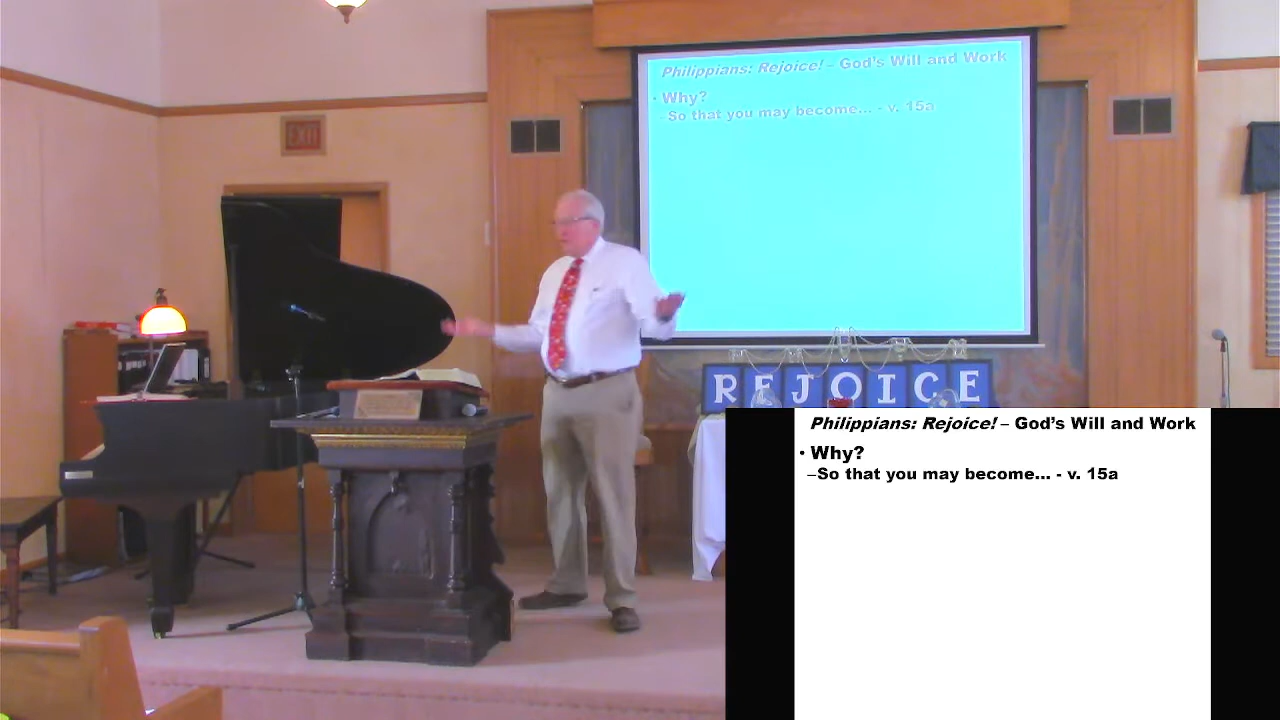 Philippians: Rejoice! – God's Will and Work
• Why?
–So that you may become... - v. 15a
EXIT
REJOICE
Philippians: Rejoice! – God's Will and Work
• Why?
–So that you may become... - v. 15a